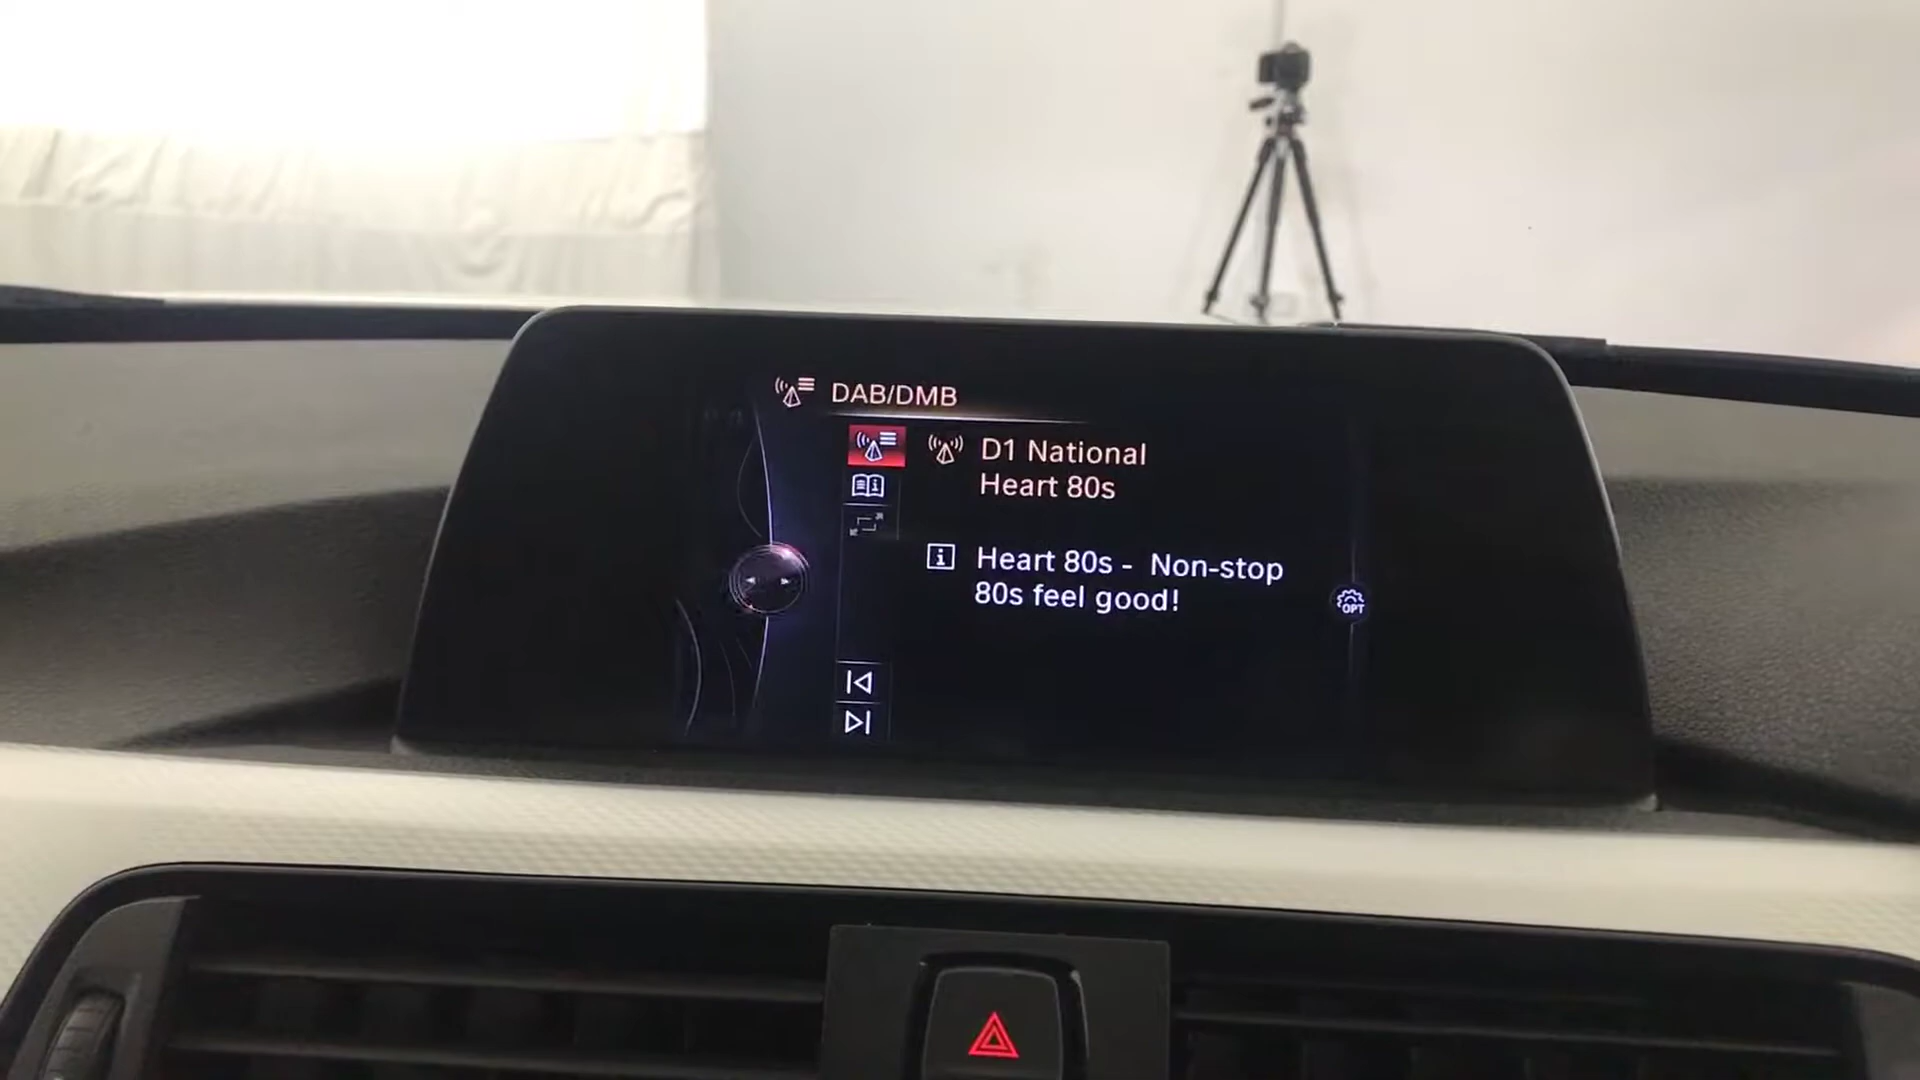 DAB/DMB
D1 National
Heart 80s
Heart 80s - Non-stop
80s feel good!
OPT